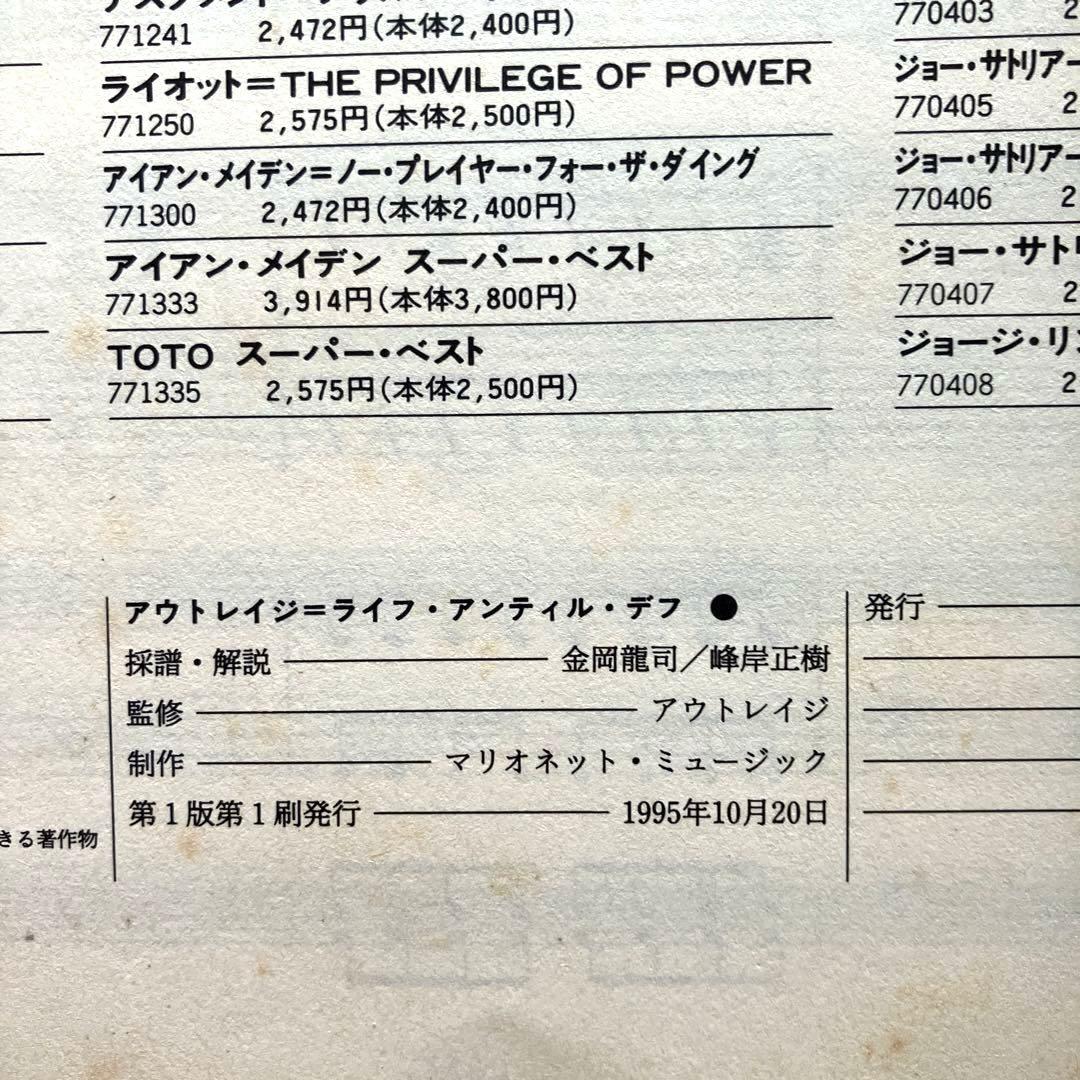 771241 2,472円(本体2,400円)
ライオット=THE PRIVILEGE OF POWER
771250 2,575円(本体2,500円)
アイアン・メイデン=ノー・プレイヤー・フォー・ザ・ダイング
771300 2,472円(本体2,400円)
アイアン・メイデン スーパー・ベスト
771333 3,914円(本体3,800円)
TOTO スーパー・ベスト
771335 2,575円(本体2,500円)
770403 2
ジョー・サトリアー
770405 2
ジョー・サトリアー
770406 2
ジョー・サト
770407 2
ジョージ・リ
770408 2
きる著作物
アウトレイジ=ライフ・アンティル・デフ ●
採譜・解説 金岡龍司/峰岸正樹
監修 アウトレイジ
制作 マリオネット・ミュージック
第1版第1刷発行 1995年10月20日
発行